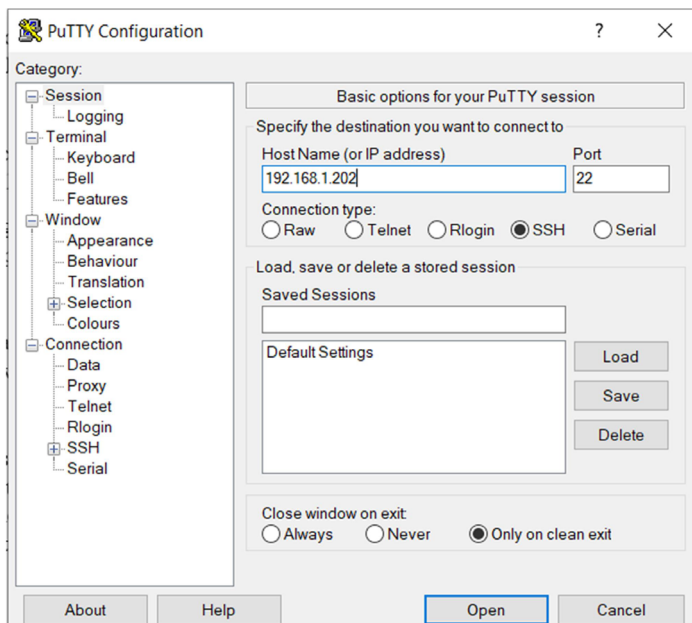 PuTTY Configuration
?
Category:
Session
Logging
Terminal
Keyboard
Bell
Features
Window
Appearance
Behaviour
Translation
Selection
Colours
Connection
Data
Proxy
Telnet
Rlogin
SSH
Serial
Basic options for your PuTTY session
Specify the destination you want to connect to
Host Name (or IP address) Port
192.168.1.202 22
Connection type:
Raw Telnet Rlogin SSH Serial
Load, save or delete a stored session
Saved Sessions
Default Settings
Load
Save
Delete
Close window on exit:
Always Never Only on clean exit
About Help Open Cancel